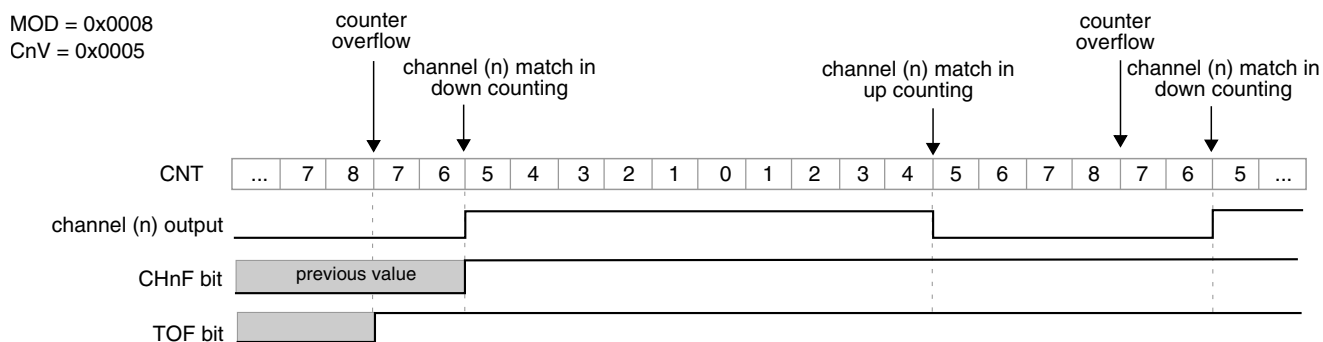 MOD = 0x0008
CnV = 0x0005
counter
overflow
channel (n) match in
down counting
channel (n) match in
up counting
counter
overflow
channel (n) match in
down counting
CNT ... 7 8 7 6 5 4 3 2 1 0 1 2 3 4 5 6 7 8 7 6 5 ...
channel (n) output
CHnF bit previous value
TOF bit